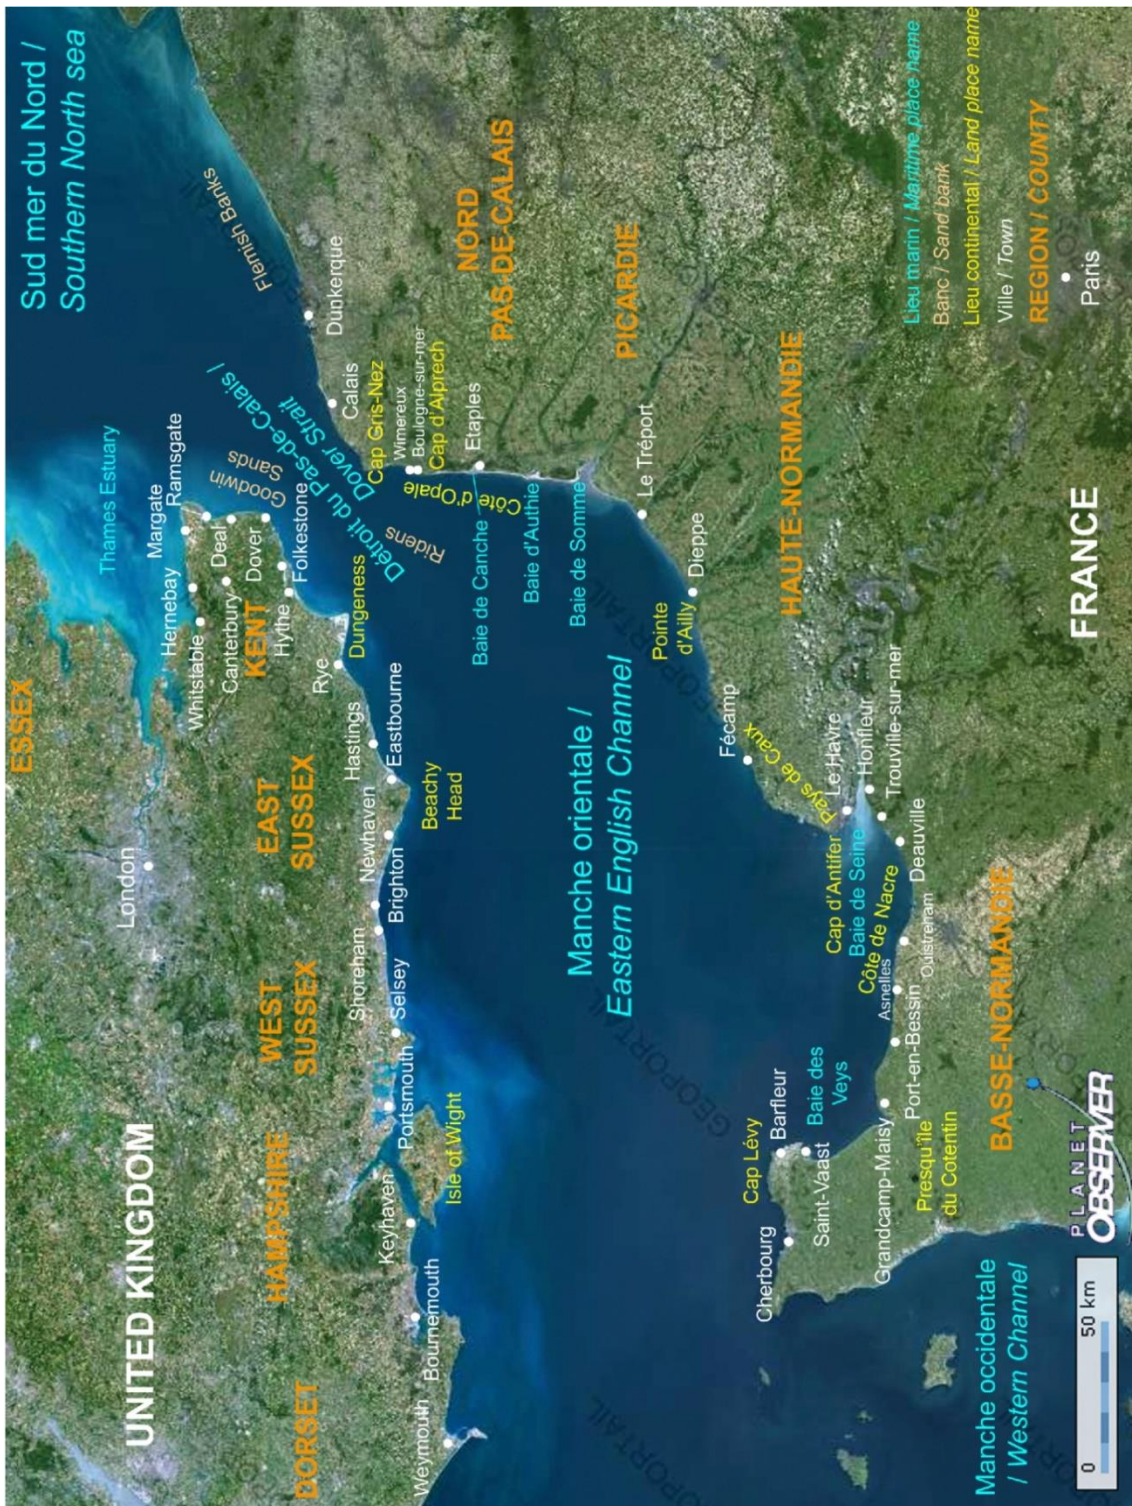 Sud mer du Nord /
Southern North sea
ESSEX
Thames Estuary
UNITED KINGDOM
London
Hernebay
Margate
Ramsgate
Whitstable
Canterbury
Deal
Dover
Goodwin
Sands
Flemish Banks
KENT
Hythe
Folkestone
Dunkerque
DORSET
HAMPSHIRE
WEST
SUSSEX
EAST
SUSSEX
Rye
Dungeness
Détroit du Pas-de-Calais /
Dover Strait
Calais
Cap Gris-Nez
Weymouth
Bournemouth
Keyhaven
Portsmouth
Isle of Wight
Selsey
Shoreham
Brighton
Newhaven
Hastings
Eastbourne
Beachy
Head
Ridens
Wimereux
Boulogne-sur-mer
Cap d'Alprech
Côte d'Opale
Etaples
NORD
PAS-DE-CALAIS
Baie de Canche
Baie d'Authie
Baie de Somme
Manche orientale /
Eastern English Channel
PICARDIE
Le Tréport
Pointe
d'Ailly
Dieppe
Fécamp
Pays de Caux
HAUTE-NORMANDIE
Cherbourg
Cap Lévy
Barfleur
Saint-Vaast
Baie des
Veys
Cap d'Antifer
Baie de Seine
Côte de Nacre
Le Havre
Honfleur
Trouville-sur-mer
Deauville
Grandcamp-Maisy
Port-en-Bessin
Asnelles
Ouistreham
Presqu'île
du Cotentin
BASSE-NORMANDIE
FRANCE
Manche occidentale
/ Western Channel
Lieu marin / Maritime place name
Banc / Sand bank
Lieu continental / Land place name
Ville / Town
REGION / COUNTY
Paris
0 50 km
PLANET
OBSERVER
GEOPORTAIL
GEOPORTAIL
GEOPORTAIL